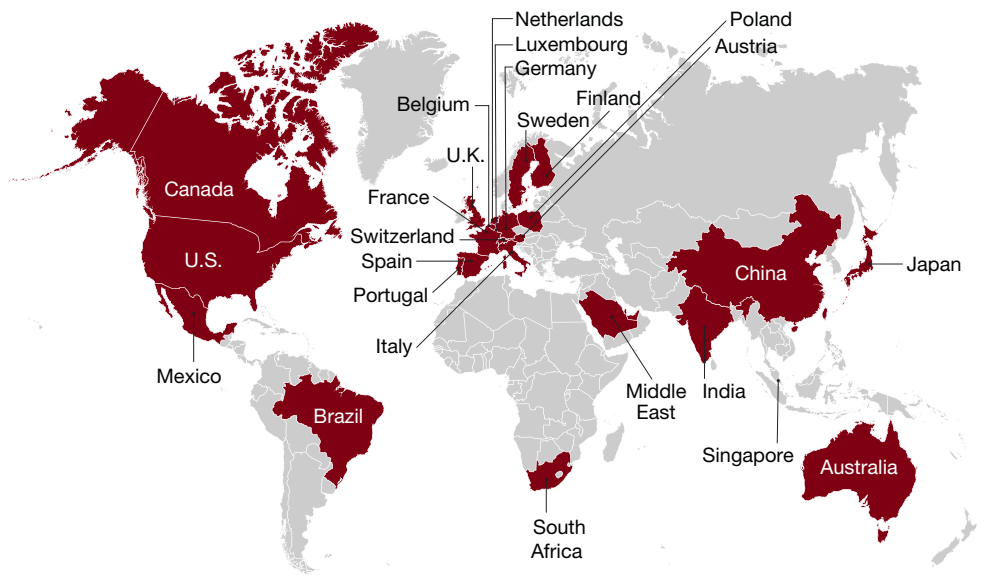 Netherlands
Luxembourg
Germany
Poland
Austria
Belgium
Finland
Sweden
U.K.
Canada
France
Switzerland
U.S.
Spain
China
Japan
Portugal
Italy
Mexico
Middle
East
India
Brazil
Singapore
Australia
South
Africa